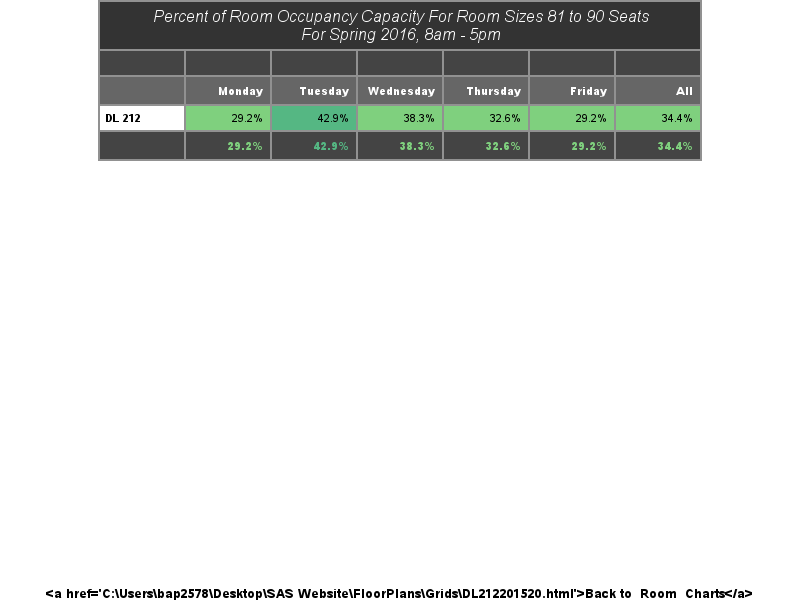 Percent of Room Occupancy Capacity For Room Sizes 81 to 90 Seats
For Spring 2016, 8am - 5pm
Monday Tuesday Wednesday Thursday Friday All
DL 212 29.2% 42.9% 38.3% 32.6% 29.2% 34.4%
29.2% 42.9% 38.3% 32.6% 29.2% 34.4%
<a href='C:\Users\bap2578\Desktop\SAS Website\FloorPlans\Grids\DL212201520.html'>Back to Room Charts</a>